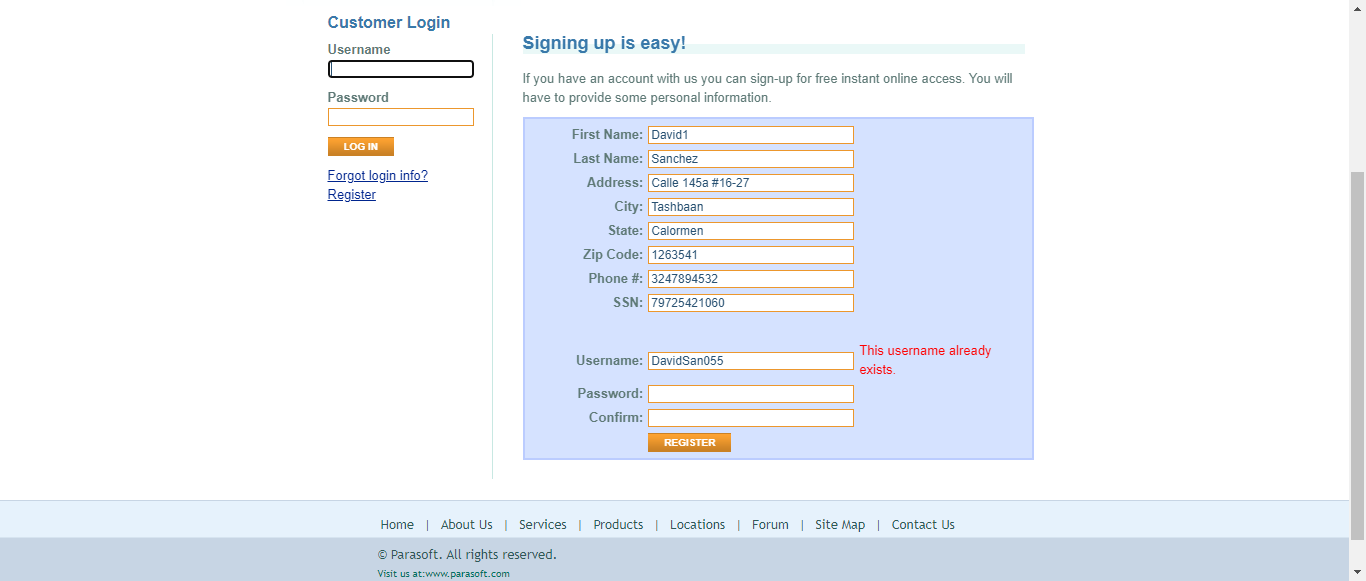 Customer Login
Username
Password
LOG IN
Forgot login info?
Register
Signing up is easy!
If you have an account with us you can sign-up for free instant online access. You will
have to provide some personal information.
First Name: David1
Last Name: Sanchez
Address: Calle 145a #16-27
City: Tashbaan
State: Calormen
Zip Code: 1263541
Phone #: 3247894532
SSN: 79725421060
This username already
Username: DavidSan055
exists.
Password:
Confirm:
REGISTER
Home | About Us | Services | Products | Locations | Forum | Site Map | Contact Us
© Parasoft. All rights reserved.
Visit us at:www.parasoft.com